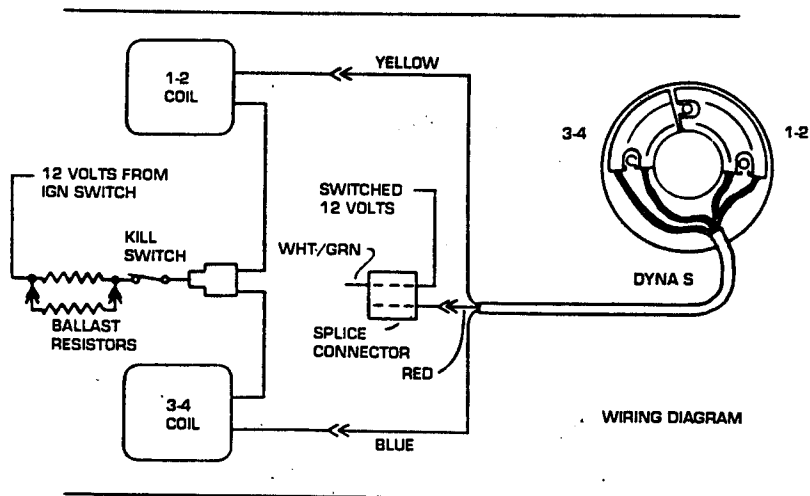 1-2
COIL
YELLOW
3-4
1-2
12 VOLTS FROM
IGN SWITCH
SWITCHED
12 VOLTS
KILL
SWITCH
WHT/GRN
DYNA S
BALLAST
RESISTORS
SPLICE
CONNECTOR
RED
3-4
COIL
WIRING DIAGRAM
BLUE